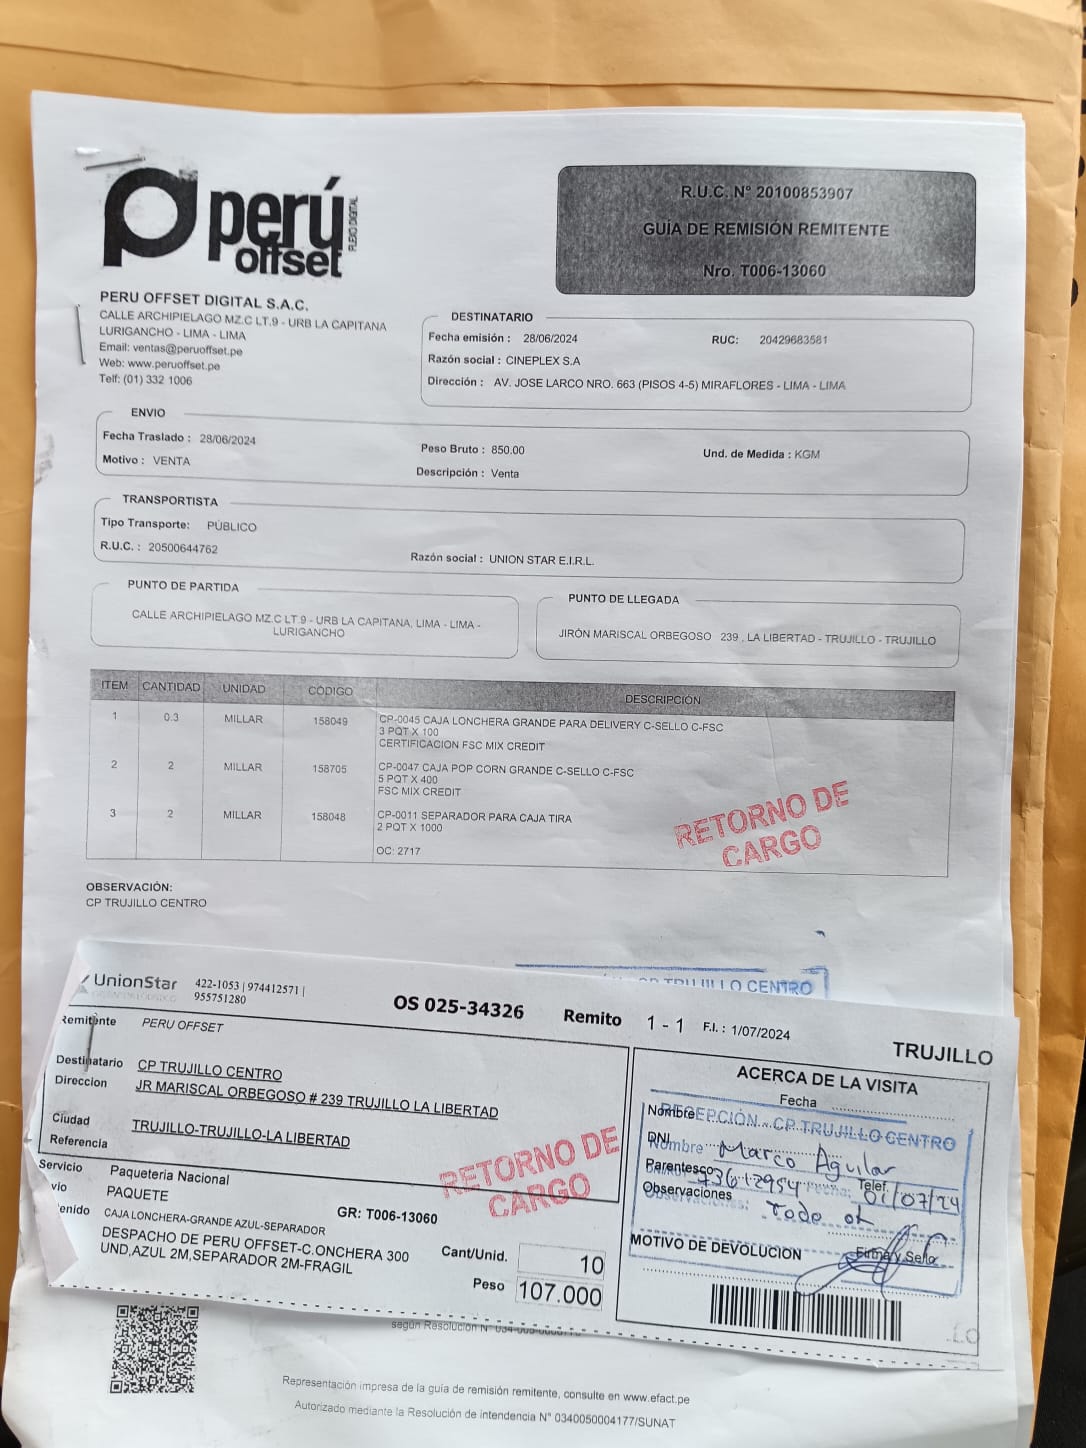 perú
offset
PLEXO DIGITAL
R.U.C. N° 20100853907
GUÍA DE REMISIÓN REMITENTE
Nro. T006-13060
PERU OFFSET DIGITAL S.A.C.
CALLE ARCHIPIELAGO MZ.C LT.9 - URB LA CAPITANA
LURIGANCHO - LIMA - LIMA
Email: ventas@peruoffset.pe
Web: www.peruoffset.pe
Telf: (01) 332 1006
DESTINATARIO
Fecha emisión : 28/06/2024 RUC: 20429683581
Razón social : CINEPLEX S.A
Dirección : AV. JOSE LARCO NRO. 663 (PISOS 4-5) MIRAFLORES - LIMA - LIMA
ENVIO
Fecha Traslado : 28/06/2024 Peso Bruto : 850.00 Und. de Medida : KGM
Motivo : VENTA Descripción : Venta
TRANSPORTISTA
Tipo Transporte: PÚBLICO
R.U.C. : 20500644762 Razón social : UNION STAR E.I.R.L.
PUNTO DE PARTIDA
CALLE ARCHIPIELAGO MZ.C LT.9 - URB LA CAPITANA, LIMA - LIMA -
LURIGANCHO
PUNTO DE LLEGADA
JIRÓN MARISCAL ORBEGOSO 239 , LA LIBERTAD - TRUJILLO - TRUJILLO
ITEM CANTIDAD UNIDAD CÓDIGO DESCRIPCIÓN
1 0.3 MILLAR 158049 CP-0045 CAJA LONCHERA GRANDE PARA DELIVERY C-SELLO C-FSC
3 PQT X 100
CERTIFICACION FSC MIX CREDIT
2 2 MILLAR 158705 CP-0047 CAJA POP CORN GRANDE C-SELLO C-FSC
5 PQT X 400
FSC MIX CREDIT
3 2 MILLAR 158048 CP-0011 SEPARADOR PARA CAJA TIRA
2 PQT X 1000
OC: 2717
RETORNO DE
CARGO
OBSERVACIÓN:
CP TRUJILLO CENTRO
CP TRUJILLO CENTRO
UnionStar 422-1053 | 974412571 |
955751280
OS 025-34326 Remito 1 - 1 F.I. : 1/07/2024
TRUJILLO
Remitente PERU OFFSET
Destinatario CP TRUJILLO CENTRO
Direccion JR MARISCAL ORBEGOSO # 239 TRUJILLO LA LIBERTAD
Ciudad TRUJILLO-TRUJILLO-LA LIBERTAD
Referencia
Servicio Paqueteria Nacional
vio PAQUETE GR: T006-13060
enido CAJA LONCHERA-GRANDE AZUL-SEPARADOR
DESPACHO DE PERU OFFSET-C.ONCHERA 300
UND,AZUL 2M,SEPARADOR 2M-FRAGIL
Cant/Unid. 10
Peso 107.000
RETORNO DE
CARGO
ACERCA DE LA VISITA
Fecha
Nombre
RECEPCIÓN CP TRUJILLO CENTRO
DNI
Nombre Marco Aguilar
Parentesco 73612954 Fecha: Telef. 01/07/24
Observaciones
Observaciones: Todo ok
MOTIVO DE DEVOLUCION Firma y Sello
según Resolución N°
Representación impresa de la guía de remisión remitente, consulte en www.efact.pe
Autorizado mediante la Resolución de intendencia N° 0340050004177/SUNAT